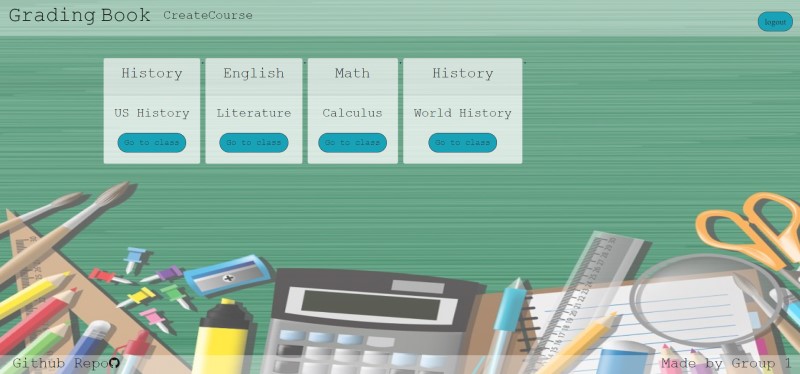 Grading Book CreateCourse
logout
History English Math History
US History Literature Calculus World History
Go to class Go to class Go to class Go to class
Github Repo Made by Group 1